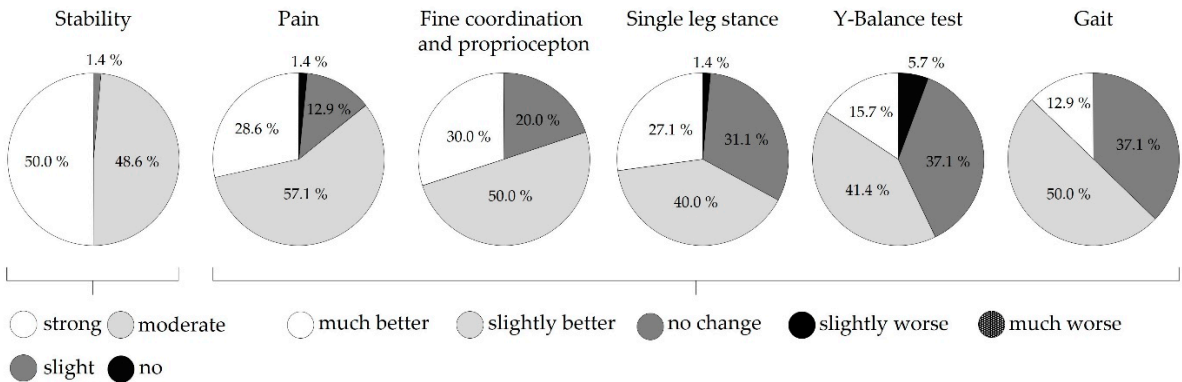 Stability
Pain
Fine coordination
and propriocepton
Single leg stance
Y-Balance test
Gait
1.4 %
50.0 %
48.6 %
1.4 %
12.9 %
28.6 %
57.1 %
20.0 %
30.0 %
50.0 %
1.4 %
27.1 %
31.1 %
40.0 %
5.7 %
15.7 %
37.1 %
41.4 %
12.9 %
37.1 %
50.0 %
strong moderate
slight no
much better slightly better no change slightly worse much worse